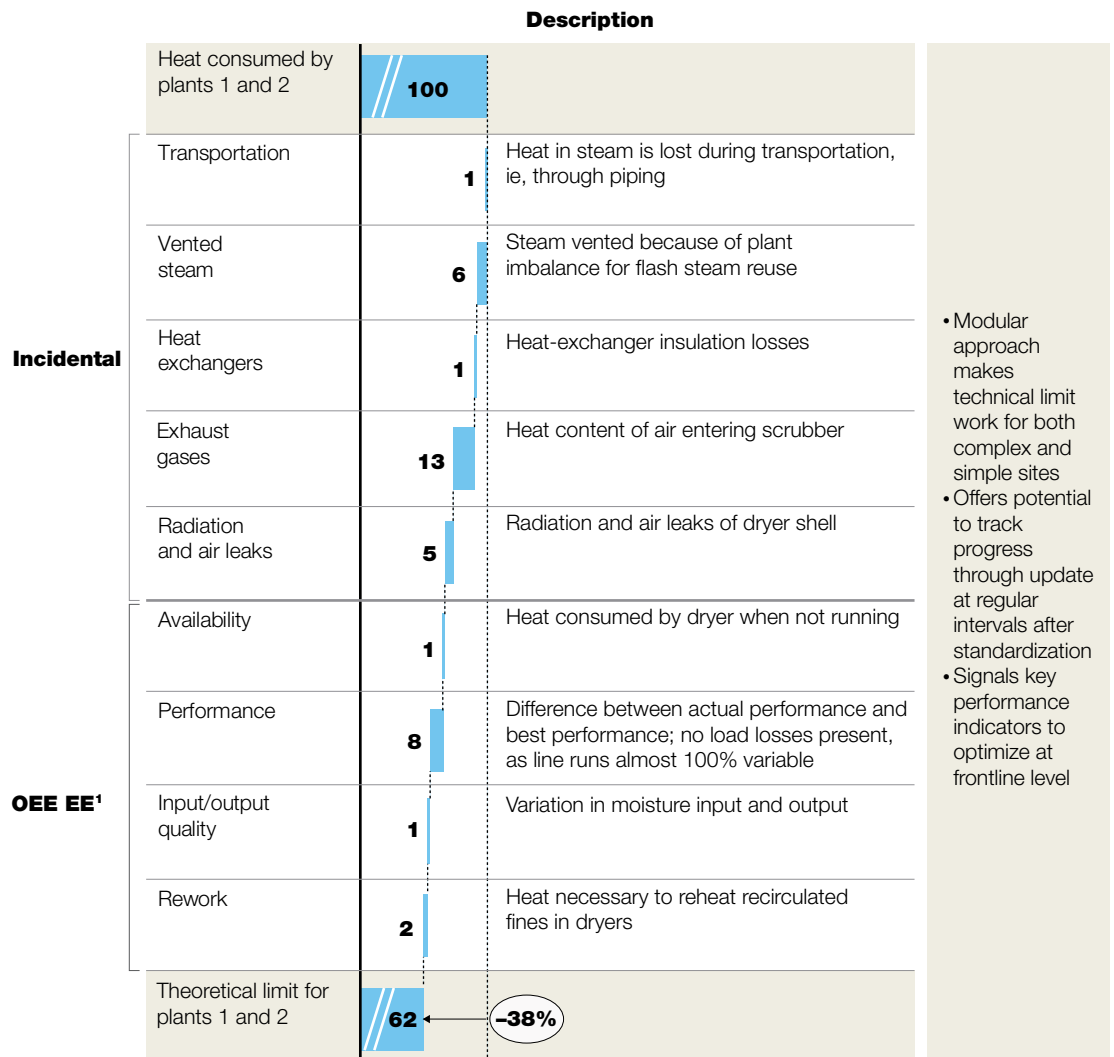 Description
Heat consumed by
plants 1 and 2
100
Incidental
Transportation
1
Heat in steam is lost during transportation,
ie, through piping
Vented
steam
6
Steam vented because of plant
imbalance for flash steam reuse
Heat
exchangers
1
Heat-exchanger insulation losses
Exhaust
gases
13
Heat content of air entering scrubber
Radiation
and air leaks
5
Radiation and air leaks of dryer shell
OEE EE¹
Availability
1
Heat consumed by dryer when not running
Performance
8
Difference between actual performance and
best performance; no load losses present,
as line runs almost 100% variable
Input/output
quality
1
Variation in moisture input and output
Rework
2
Heat necessary to reheat recirculated
fines in dryers
Theoretical limit for
plants 1 and 2
62
–38%
• Modular
approach
makes
technical limit
work for both
complex and
simple sites
• Offers potential
to track
progress
through update
at regular
intervals after
standardization
• Signals key
performance
indicators to
optimize at
frontline level